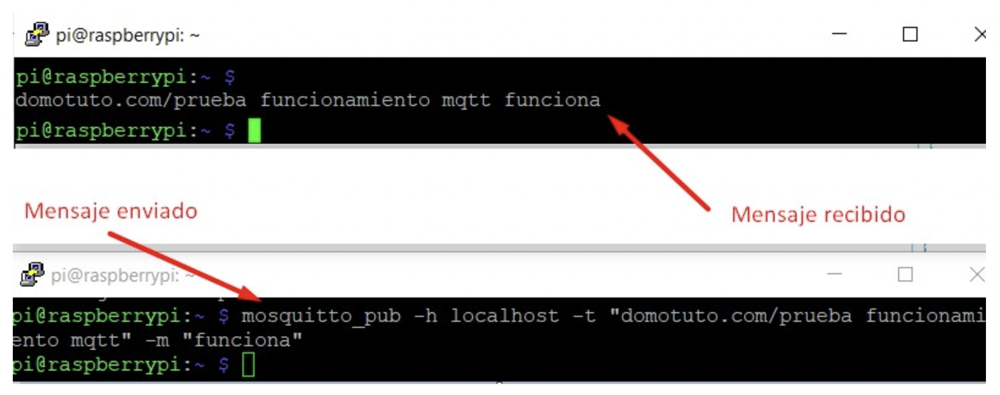 pi@raspberrypi: ~
pi@raspberrypi:~ $
domotuto.com/prueba funcionamiento mqtt funciona
pi@raspberrypi:~ $
Mensaje enviado
Mensaje recibido
pi@raspberrypi: ~
pi@raspberrypi:~ $ mosquitto_pub -h localhost -t "domotuto.com/prueba funcionami
ento mqtt" -m "funciona"
pi@raspberrypi:~ $